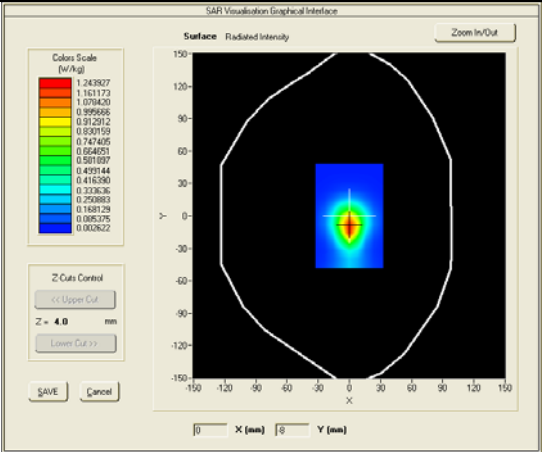 SAR Visualisation Graphical Interface
Surface Radiated Intensity
Zoom In/Out
Colors Scale
(W/kg)
1.243927
1.161173
1.078420
0.995666
0.912912
0.830159
0.747405
0.664651
0.581897
0.499144
0.416390
0.333636
0.250883
0.168129
0.085375
0.002622
Z-Cuts Control
<< Upper Cut
Z = 4.0 mm
Lower Cut >>
SAVE Cancel
150-
120-
90-
60-
30-
0-
-30-
-60-
-90-
-120-
-150-
Y
-150 -120 -90 -60 -30 0 30 60 90 120 150
X
0 X (mm) -8 Y (mm)